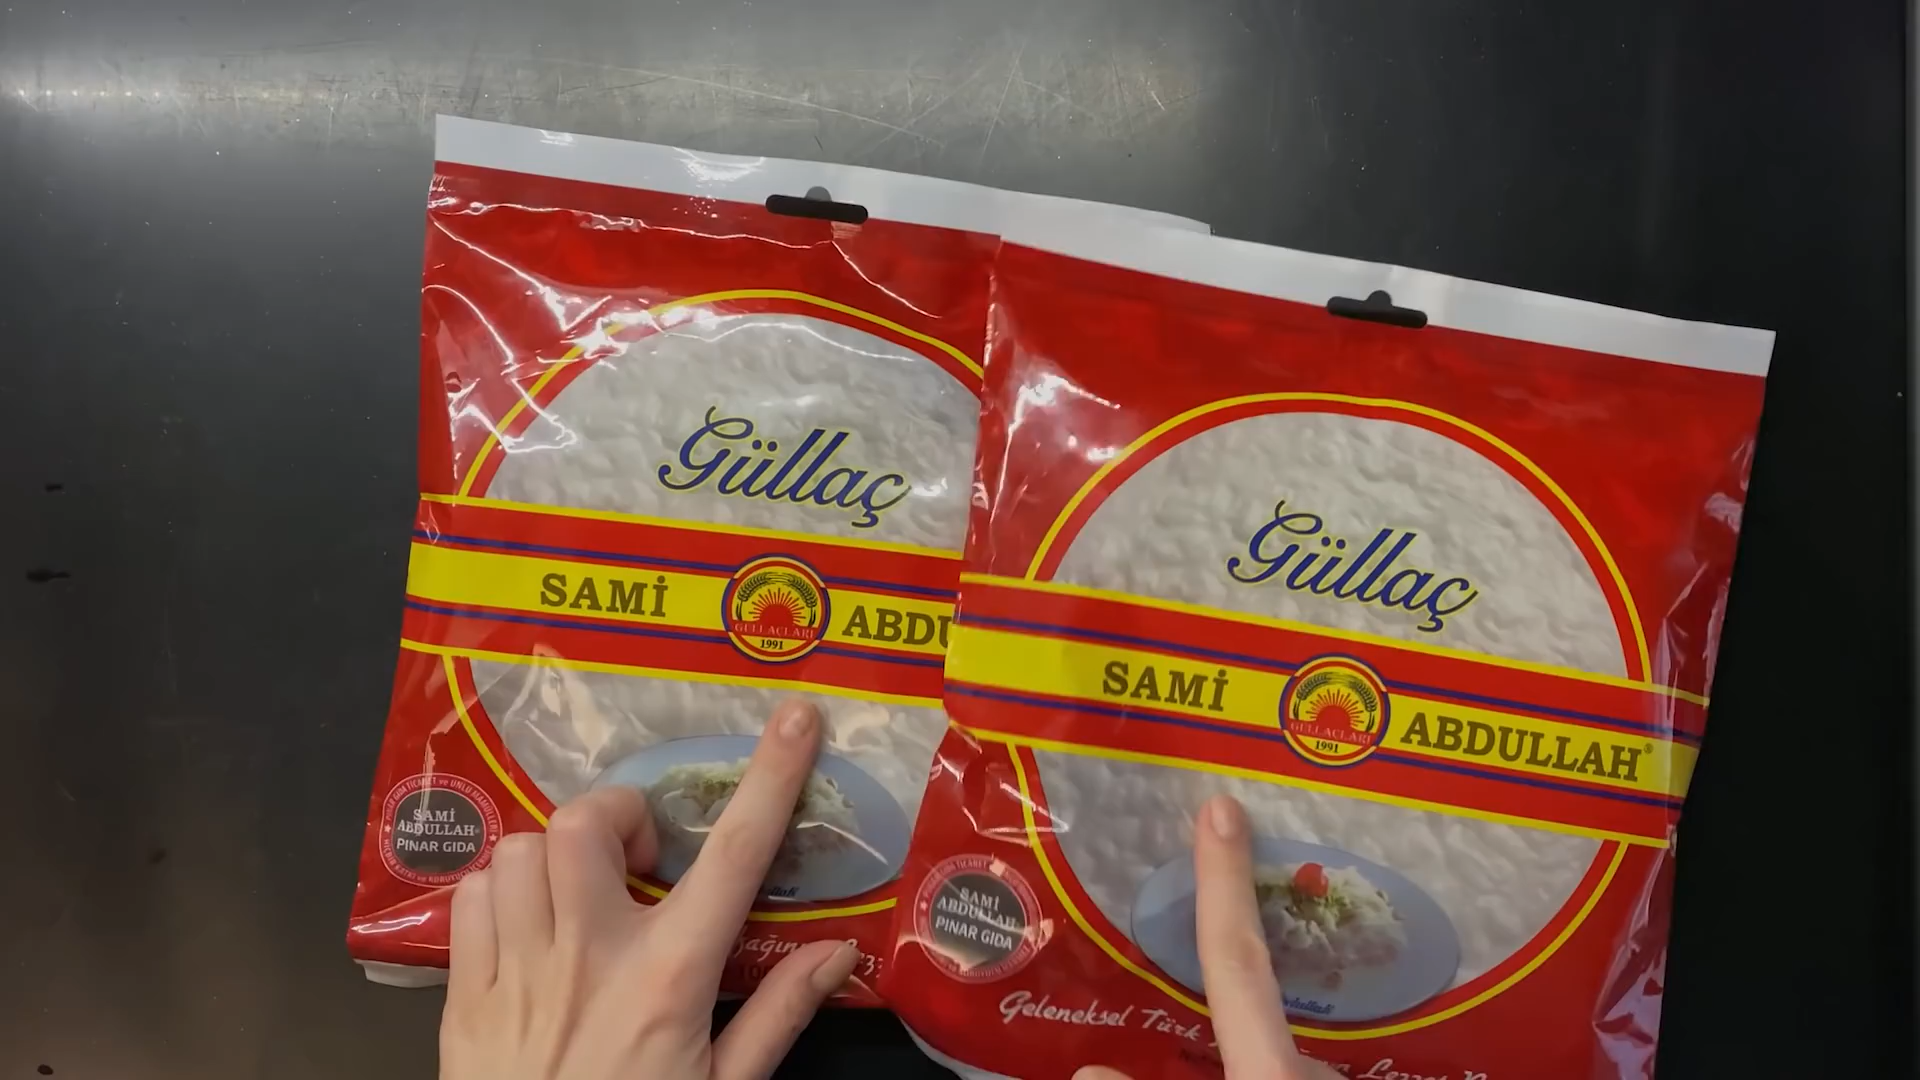 Güllaç
SAMİ
GÜLLAÇLARI
1991
ABDU
SAMİ
ABDULLAH®
PINAR GIDA
Güllaç
SAMİ
GÜLLAÇLARI
1991
ABDULLAH®
SAMİ
ABDULLAH®
PINAR GIDA
Geleneksel Türk